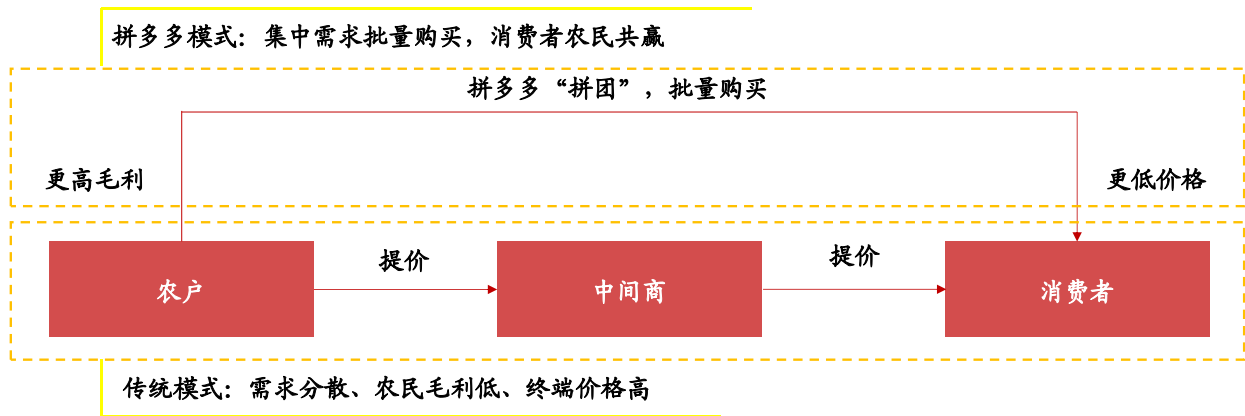 拼多多模式：集中需求批量购买，消费者农民共赢
拼多多“拼团”，批量购买
更高毛利
更低价格
农户
提价
中间商
提价
消费者
传统模式：需求分散、农民毛利低、终端价格高